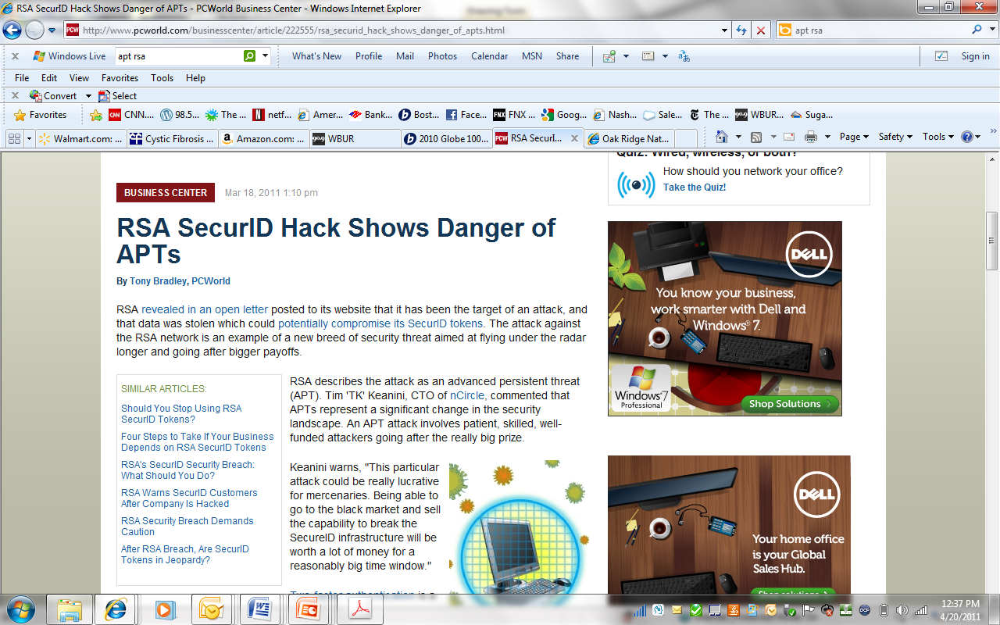 RSA SecurID Hack Shows Danger of APTs - PCWorld Business Center - Windows Internet Explorer
http://www.pcworld.com/businesscenter/article/222555/rsa_securid_hack_shows_danger_of_apts.html
apt rsa
Windows Live
apt rsa
What's New Profile Mail Photos Calendar MSN Share
Sign in
File Edit View Favorites Tools Help
Convert Select
Favorites
CNN.... 98.5... The ... netf... Amer... Bank... Bost... Face... FNX ... Goog... Nash... Sale... The ... WBUR... Suga...
Walmart.com: ... Cystic Fibrosis ... Amazon.com: ... WBUR 2010 Globe 100... RSA SecurI... Oak Ridge Nat...
Page Safety Tools
Quiz: Wired, wireless, or both?
How should you network your office?
Take the Quiz!
BUSINESS CENTER Mar 18, 2011 1:10 pm
RSA SecurID Hack Shows Danger of
APTs
By Tony Bradley, PCWorld
RSA revealed in an open letter posted to its website that it has been the target of an attack, and
that data was stolen which could potentially compromise its SecurID tokens. The attack against
the RSA network is an example of a new breed of security threat aimed at flying under the radar
longer and going after bigger payoffs.
SIMILAR ARTICLES:
Should You Stop Using RSA
SecurID Tokens?
Four Steps to Take If Your Business
Depends on RSA SecurID Tokens
RSA's SecurID Security Breach:
What Should You Do?
RSA Warns SecurID Customers
After Company Is Hacked
RSA Security Breach Demands
Caution
After RSA Breach, Are SecurID
Tokens in Jeopardy?
RSA describes the attack as an advanced persistent threat
(APT). Tim 'TK' Keanini, CTO of nCircle, commented that
APTs represent a significant change in the security
landscape. An APT attack involves patient, skilled, well-
funded attackers going after the really big prize.
Keanini warns, "This particular
attack could be really lucrative
for mercenaries. Being able to
go to the black market and sell
the capability to break the
SecureID infrastructure will be
worth a lot of money for a
reasonably big time window."
Two-factor authentication is a
DELL
You know your business,
work smarter with Dell and
Windows® 7.
Windows 7
Professional
Shop Solutions
DELL
Your home office
is your Global
Sales Hub.
Shop solutions
12:37 PM
4/20/2011